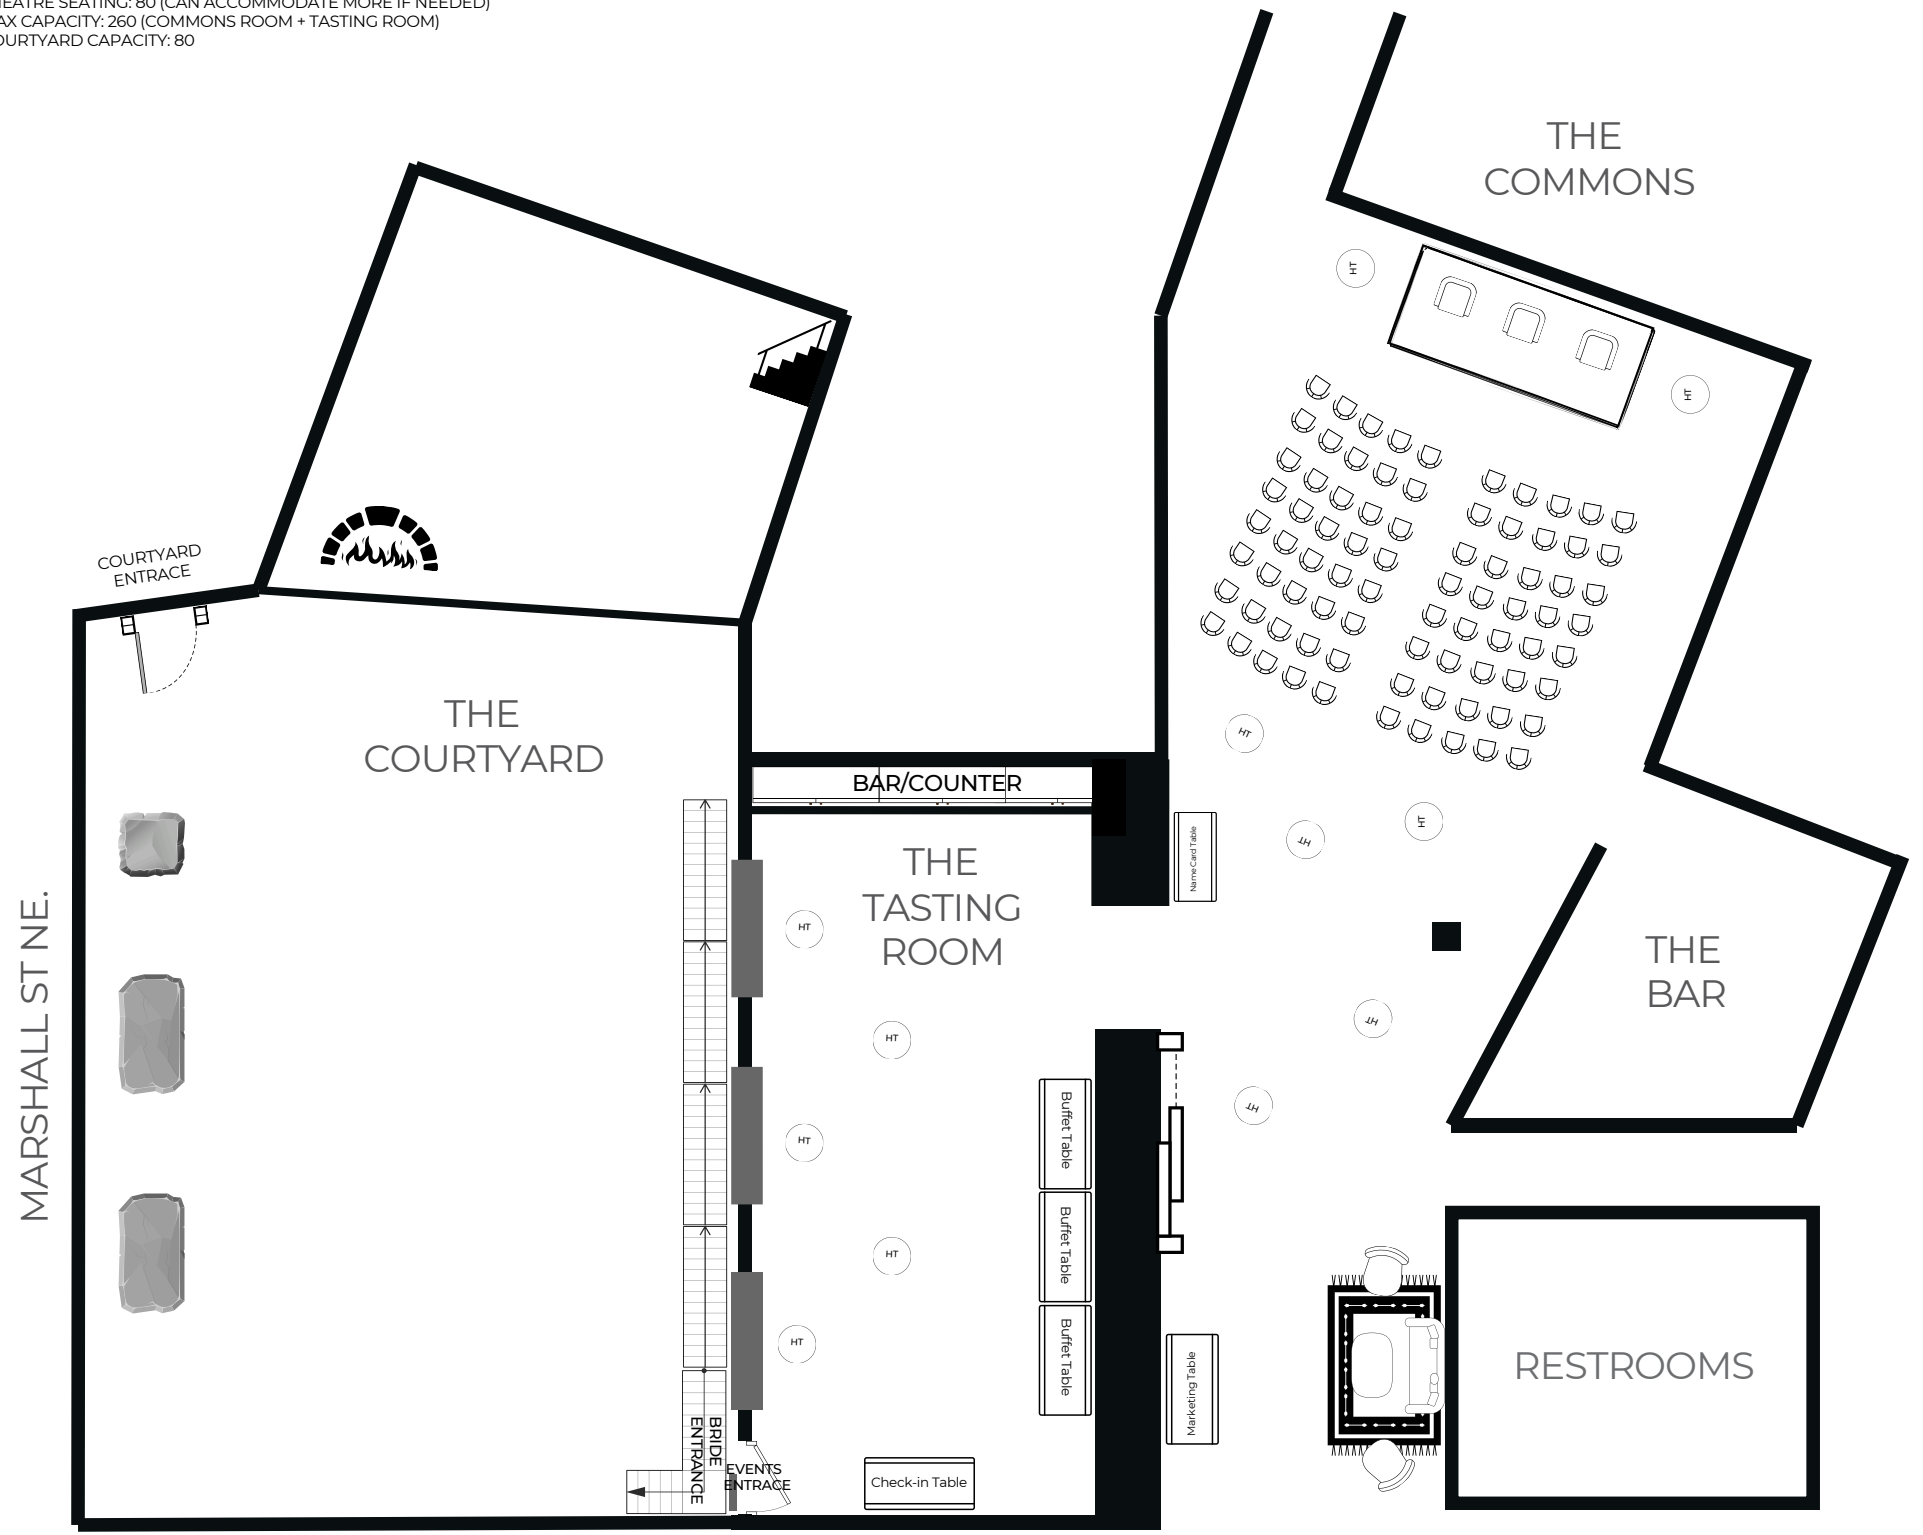 EATRE SEATING: 80 (CAN ACCOMMODATE MORE IF NEEDED)
AX CAPACITY: 260 (COMMONS ROOM + TASTING ROOM)
OURTYARD CAPACITY: 80
THE
COMMONS
HT
HT
COURTYARD
ENTRACE
THE
COURTYARD
HT
BAR/COUNTER
HT
HT
Name Card Table
THE
TASTING
ROOM
HT
THE
BAR
MARSHALL ST NE.
HT
HT
HT
Buffet Table
HT
Buffet Table
HT
HT
Buffet Table
Marketing Table
RESTROOMS
BRIDE
ENTRANCE
EVENTS
ENTRACE
Check-in Table